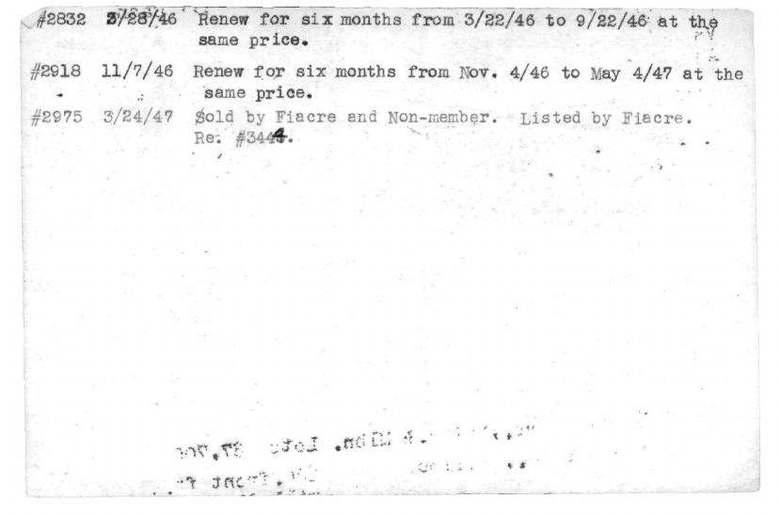 #2832 3/28/46 Renew for six months from 3/22/46 to 9/22/46 at the
same price.
#2918 11/7/46 Renew for six months from Nov. 4/46 to May 4/47 at the
same price.
#2975 3/24/47 Sold by Fiacre and Non-member. Listed by Fiacre.
Re: #3444.
Lots
front